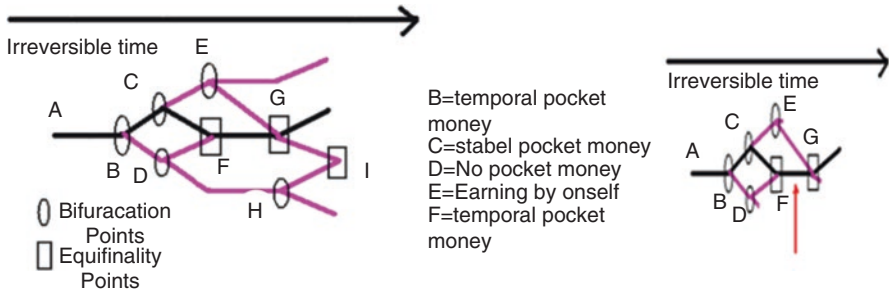 Irreversible time
E
C
A
G
B
D
F
I
H
Bifuracation
Points
Equifinality
Points
B=temporal pocket
money
C=stabel pocket money
D=No pocket money
E=Earning by onself
F=temporal pocket
money
Irreversible time
E
C
G
A
B
D
F